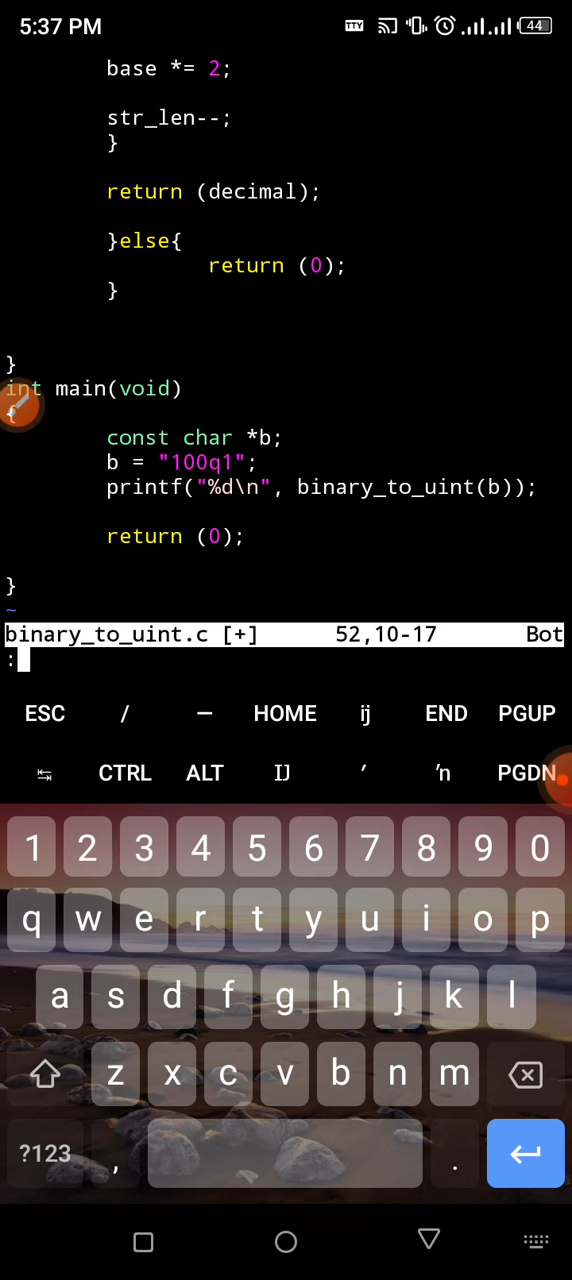 5:37 PM
TTY
44
base *= 2;
str_len--;
}
return (decimal);
}else{
return (0);
}
}
int main(void)
{
const char *b;
b = "100q1";
printf("%d\n", binary_to_uint(b));
return (0);
}
~
binary_to_uint.c [+] 52,10-17 Bot
:
ESC / — HOME ĳ END PGUP
↹ CTRL ALT Ĳ ′ ŉ PGDN
1 2 3 4 5 6 7 8 9 0
q w e r t y u i o p
a s d f g h j k l
z x c v b n m
?123 , .